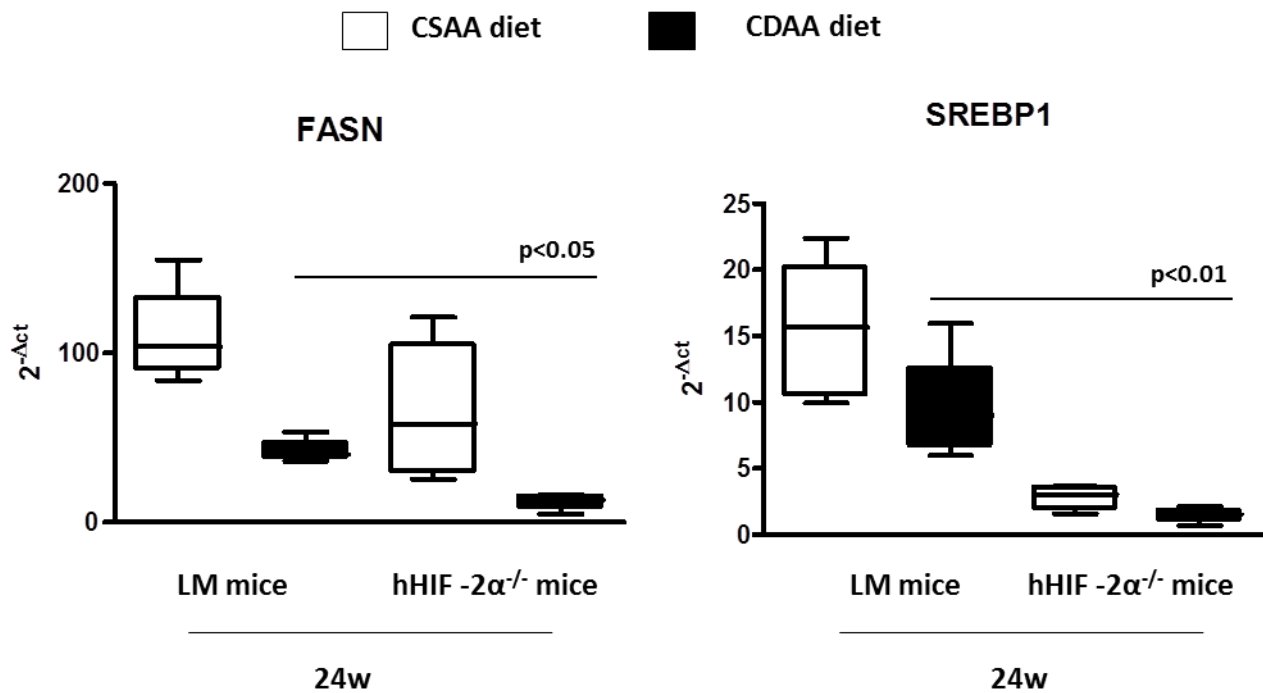 CSAA diet
CDAA diet
FASN
2^-Δct
200
100
0
p<0.05
LM mice
hHIF -2α^-/- mice
24w
SREBP1
2^-Δct
25
20
15
10
5
0
p<0.01
LM mice
hHIF -2α^-/- mice
24w